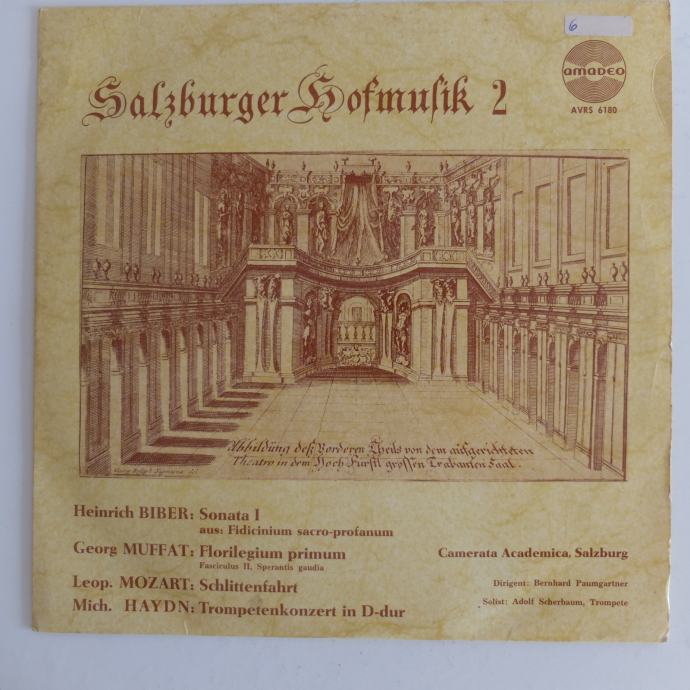 6
amadeo
AVRS 6180
Salzburger Hofmusik 2
Abbildung deß Vorderen Theils von dem aufgerichteten
Theatro in dem Hoch Fürstl grossen Trabanten Saal.
Heinrich BIBER: Sonata I
aus: Fidicinium sacro-profanum
Georg MUFFAT: Florilegium primum
Fasciculus II, Sperantis gaudia
Leop. MOZART: Schlittenfahrt
Mich. HAYDN: Trompetenkonzert in D-dur
Camerata Academica, Salzburg
Dirigent: Bernhard Paumgartner
Solist: Adolf Scherbaum, Trompete